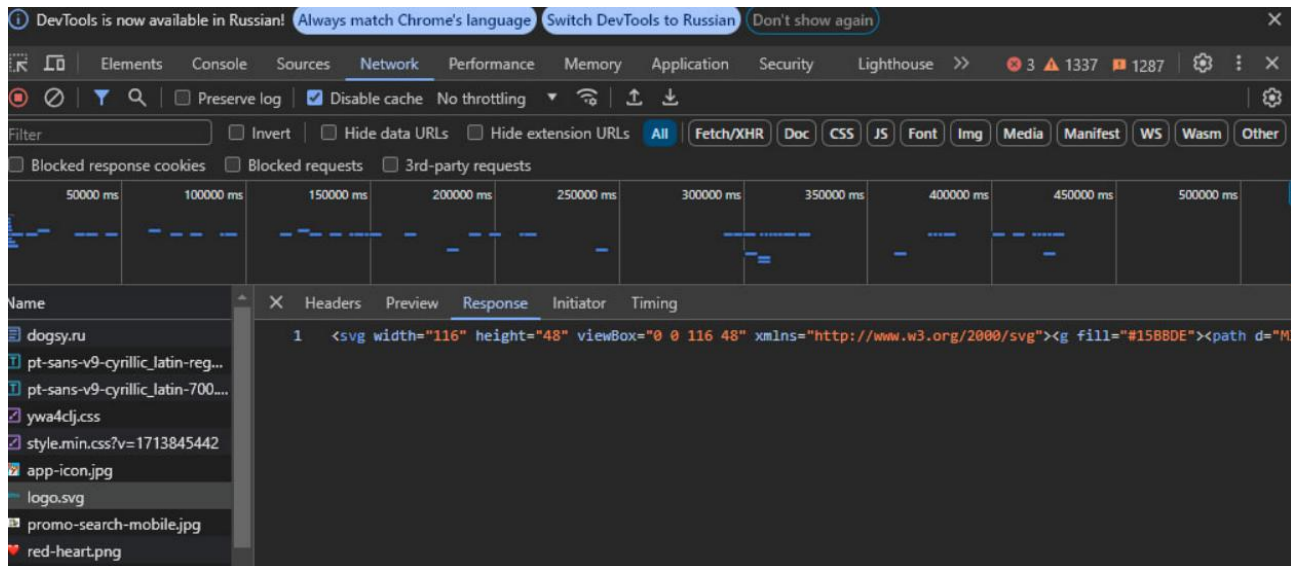 DevTools is now available in Russian! Always match Chrome's language Switch DevTools to Russian Don't show again
Elements Console Sources Network Performance Memory Application Security Lighthouse 3 1337 1287
Preserve log Disable cache No throttling
Filter Invert Hide data URLs Hide extension URLs All Fetch/XHR Doc CSS JS Font Img Media Manifest WS Wasm Other
Blocked response cookies Blocked requests 3rd-party requests
50000 ms 100000 ms 150000 ms 200000 ms 250000 ms 300000 ms 350000 ms 400000 ms 450000 ms 500000 ms
Name Headers Preview Response Initiator Timing
dogsy.ru 1 <svg width="116" height="48" viewBox="0 0 116 48" xmlns="http://www.w3.org/2000/svg"><g fill="#15BBDE"><path d="M
pt-sans-v9-cyrillic_latin-reg...
pt-sans-v9-cyrillic_latin-700....
ywa4clj.css
style.min.css?v=1713845442
app-icon.jpg
logo.svg
promo-search-mobile.jpg
red-heart.png